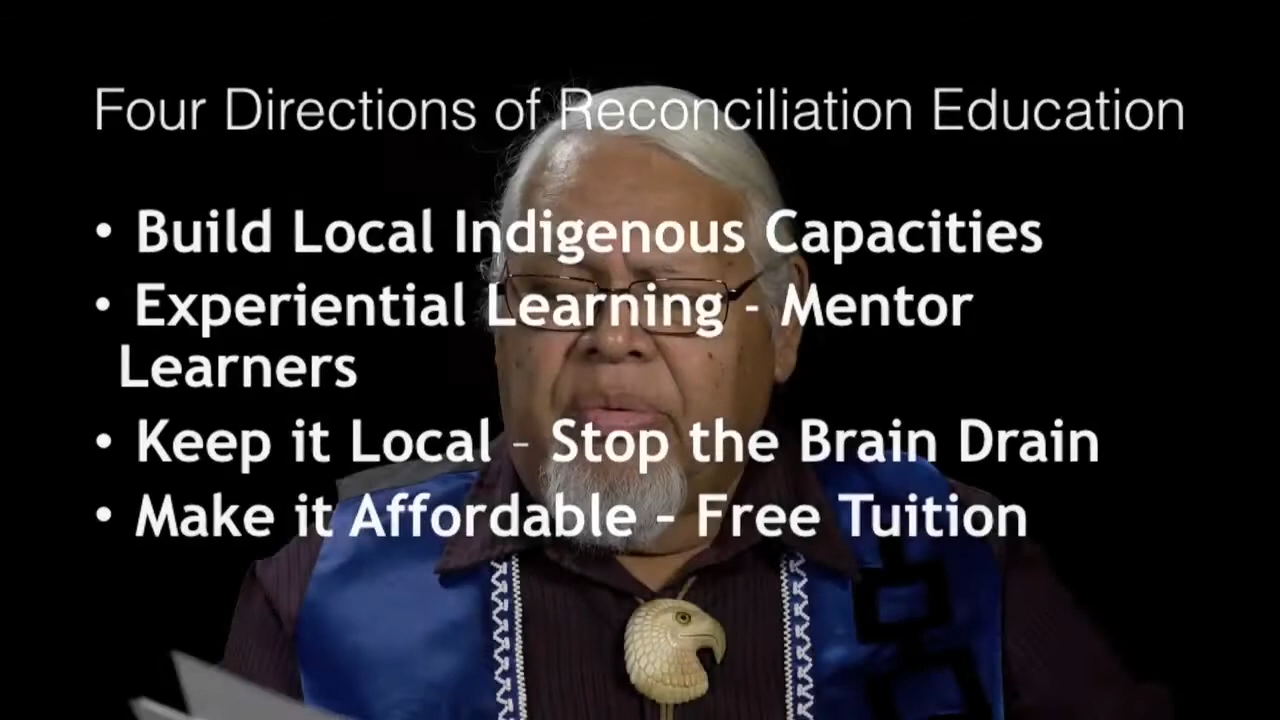 Four Directions of Reconciliation Education
• Build Local Indigenous Capacities
• Experiential Learning - Mentor
Learners
• Keep it Local – Stop the Brain Drain
• Make it Affordable – Free Tuition